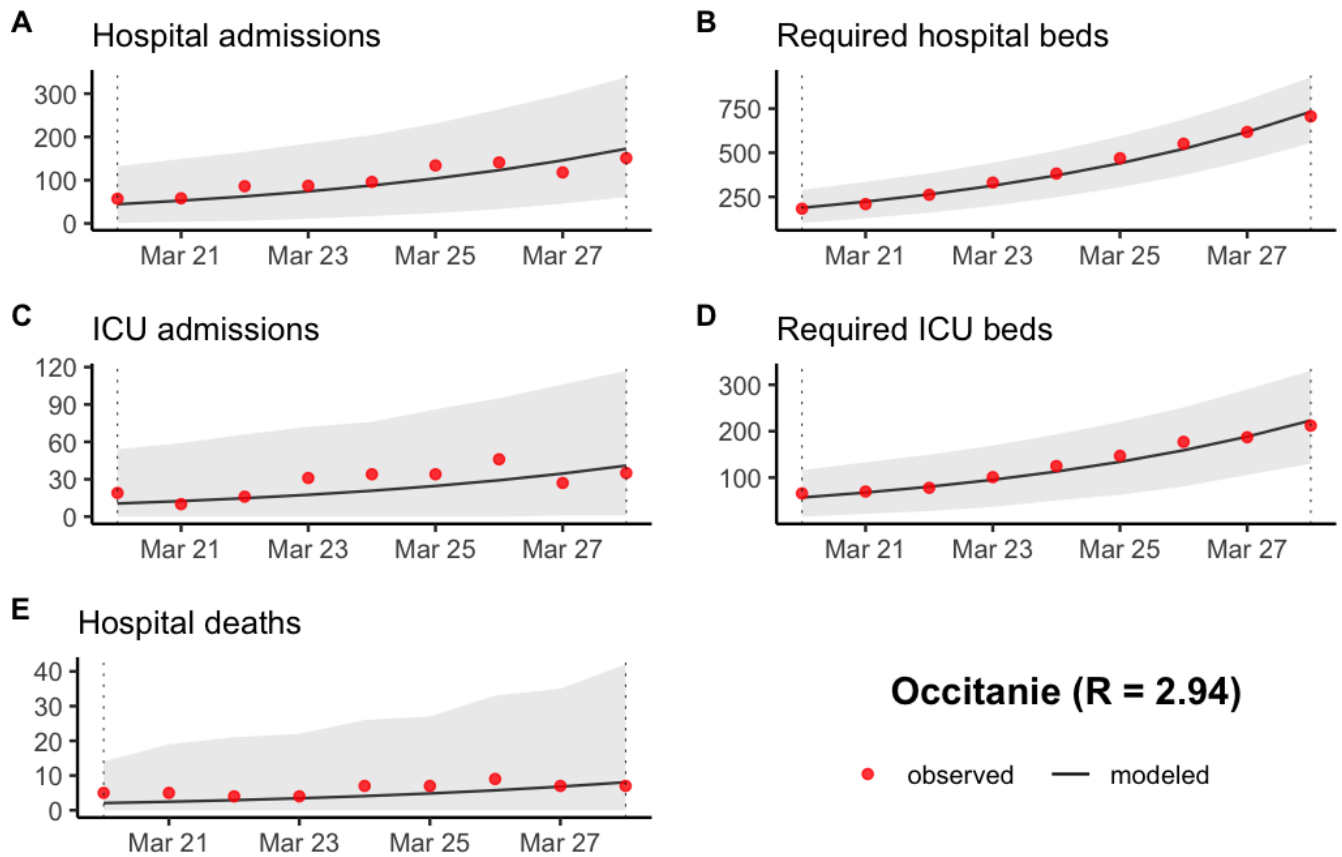 A
Hospital admissions
300
200
100
0
Mar 21 Mar 23 Mar 25 Mar 27
B
Required hospital beds
750
500
250
Mar 21 Mar 23 Mar 25 Mar 27
C
ICU admissions
120
90
60
30
0
Mar 21 Mar 23 Mar 25 Mar 27
D
Required ICU beds
300
200
100
Mar 21 Mar 23 Mar 25 Mar 27
E
Hospital deaths
40
30
20
10
0
Mar 21 Mar 23 Mar 25 Mar 27
Occitanie (R = 2.94)
observed modeled